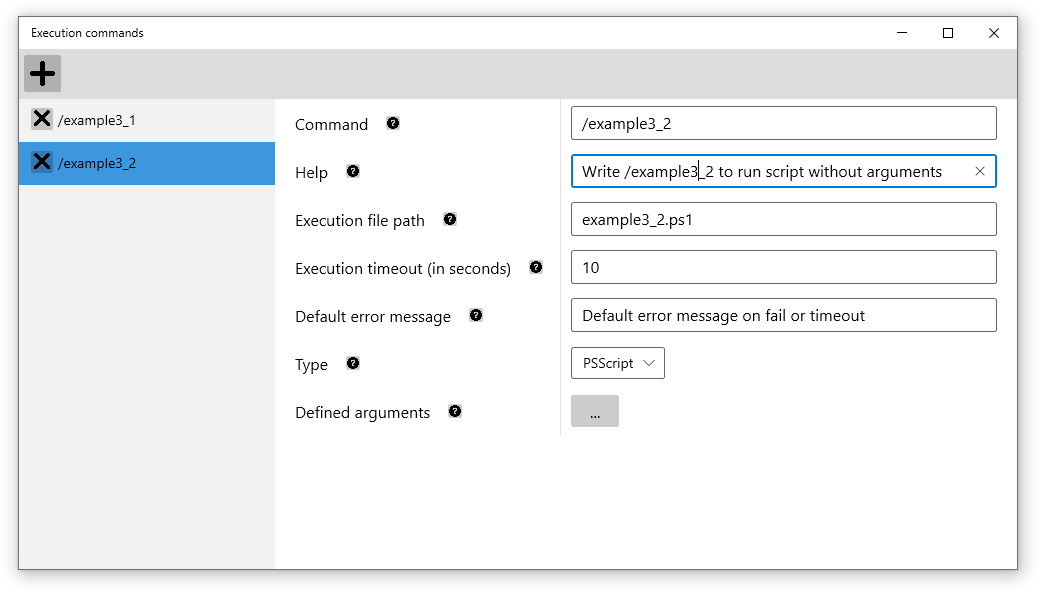 Execution commands
/example3_1
/example3_2
Command ? /example3_2
Help ? Write /example3_2 to run script without arguments
Execution file path ? example3_2.ps1
Execution timeout (in seconds) ? 10
Default error message ? Default error message on fail or timeout
Type ? PSScript
Defined arguments ? ...